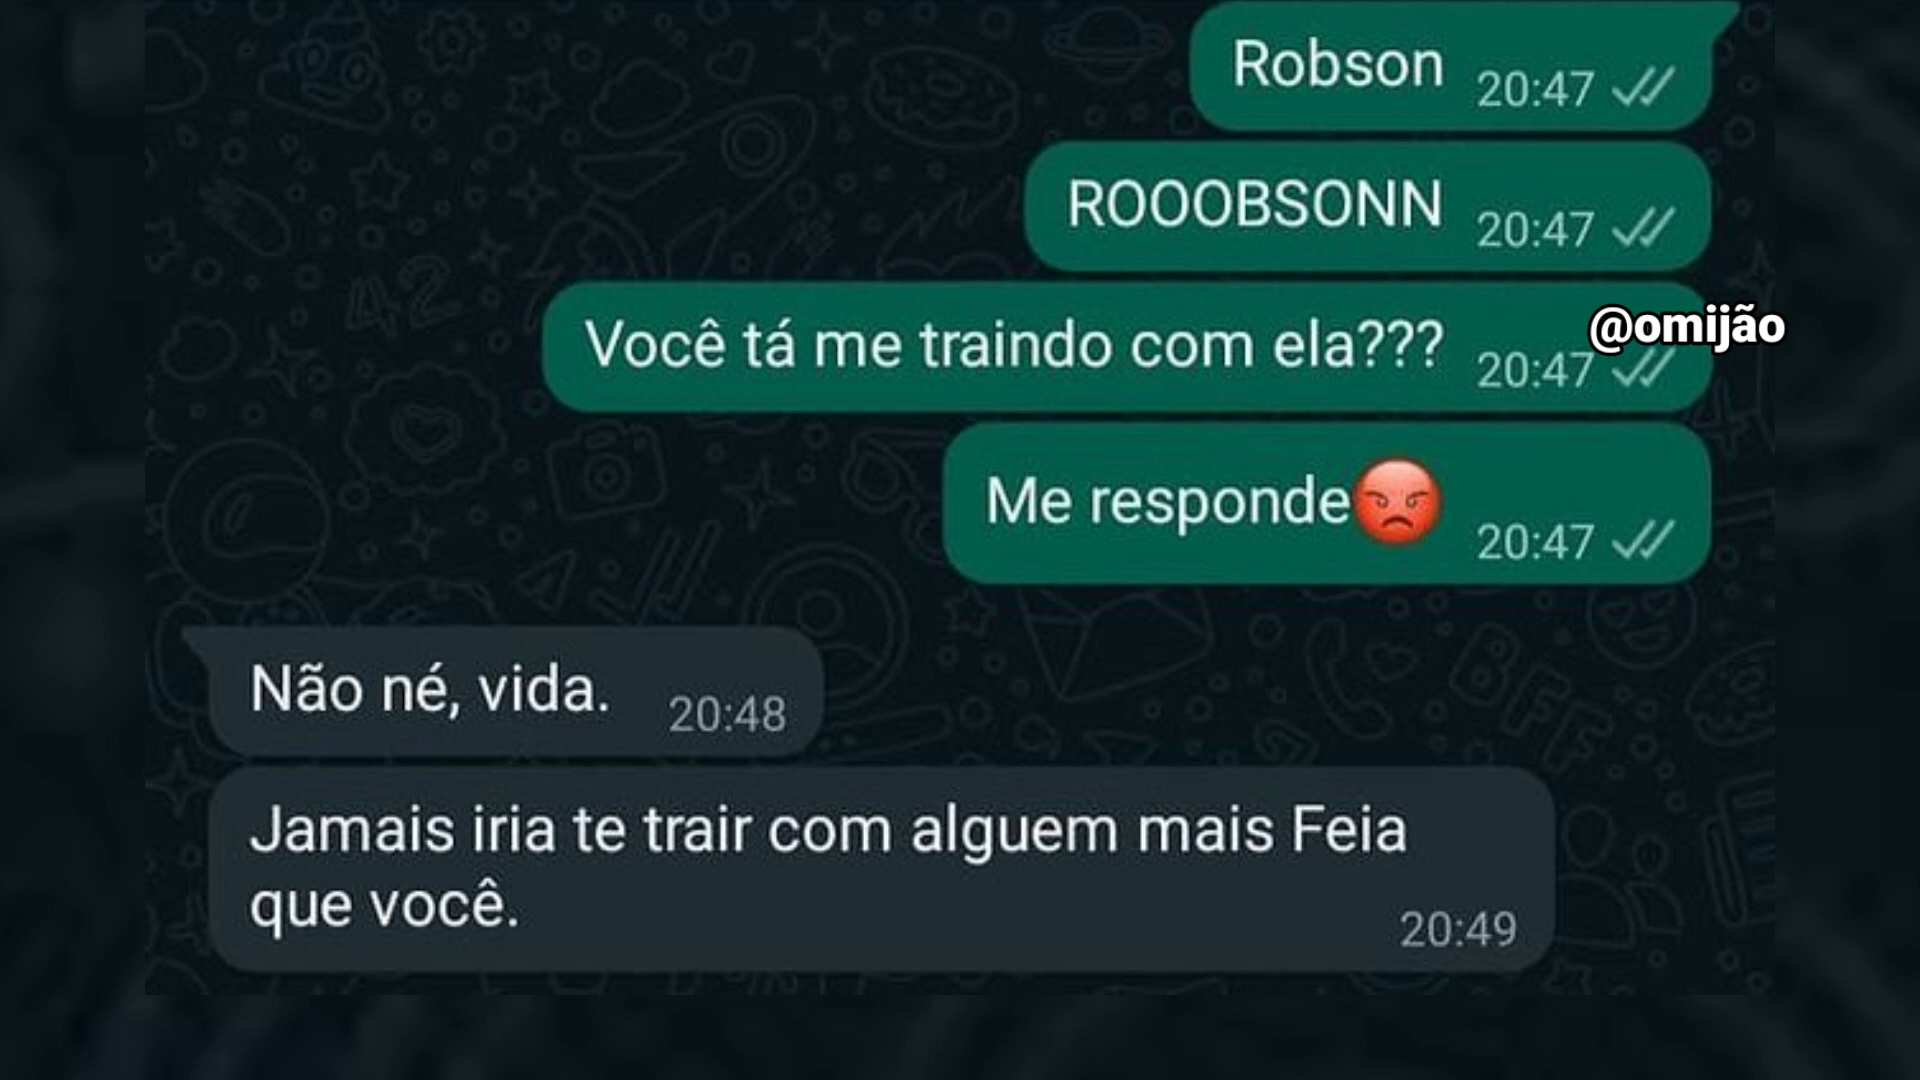 Robson 20:47
ROOOBSONN 20:47
Você tá me traindo com ela??? 20:47
@omijão
Me responde😡 20:47
Não né, vida. 20:48
Jamais iria te trair com alguem mais Feia
que você. 20:49